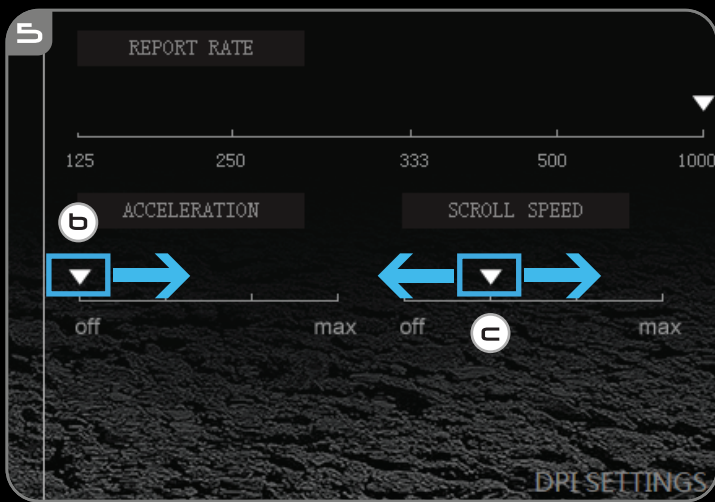 5
REPORT RATE
125 250 333 500 1000
b
ACCELERATION SCROLL SPEED
off max off max
c
DPI SETTINGS